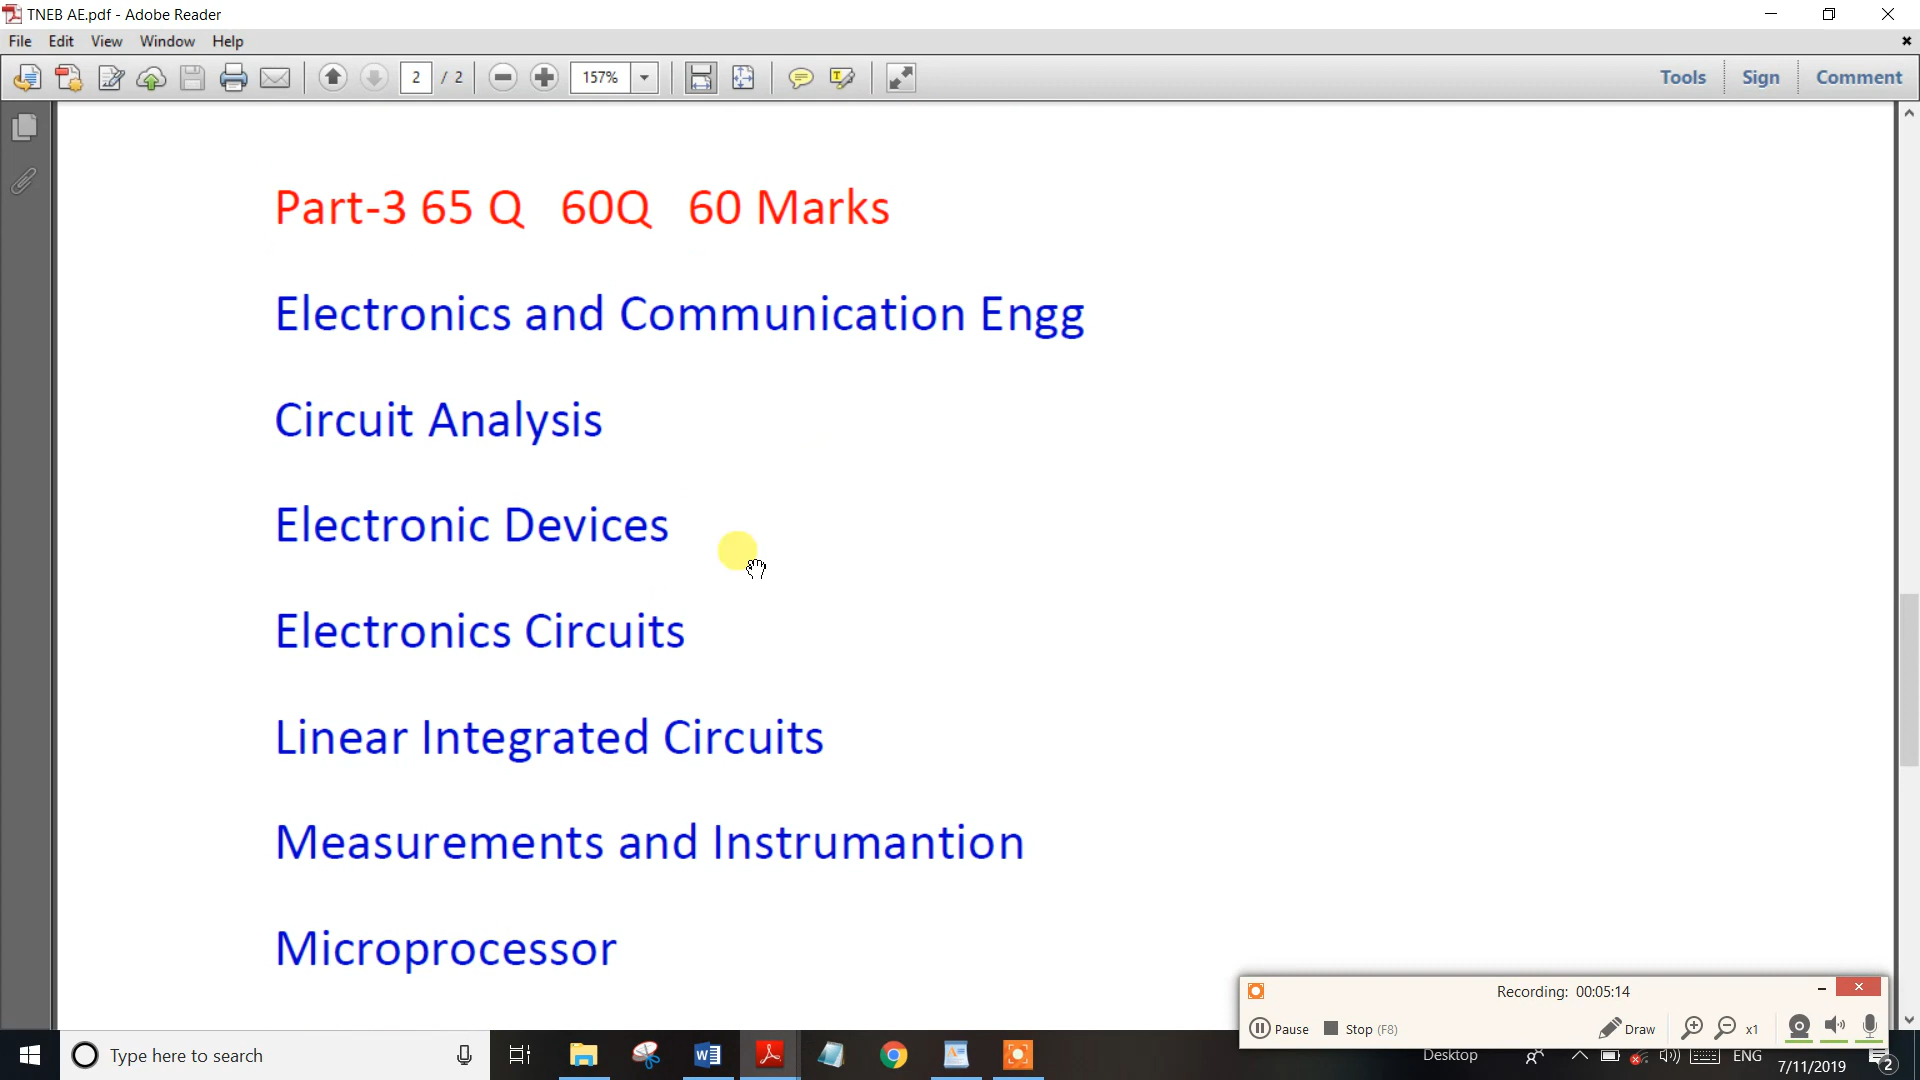 TNEB AE.pdf - Adobe Reader
File Edit View Window Help
2 / 2 157% Tools Sign Comment
Part-3 65 Q 60Q 60 Marks
Electronics and Communication Engg
Circuit Analysis
Electronic Devices
Electronics Circuits
Linear Integrated Circuits
Measurements and Instrumantion
Microprocessor
Recording: 00:05:14
Pause Stop (F8) Draw x1
Type here to search
Desktop ENG
7/11/2019 2